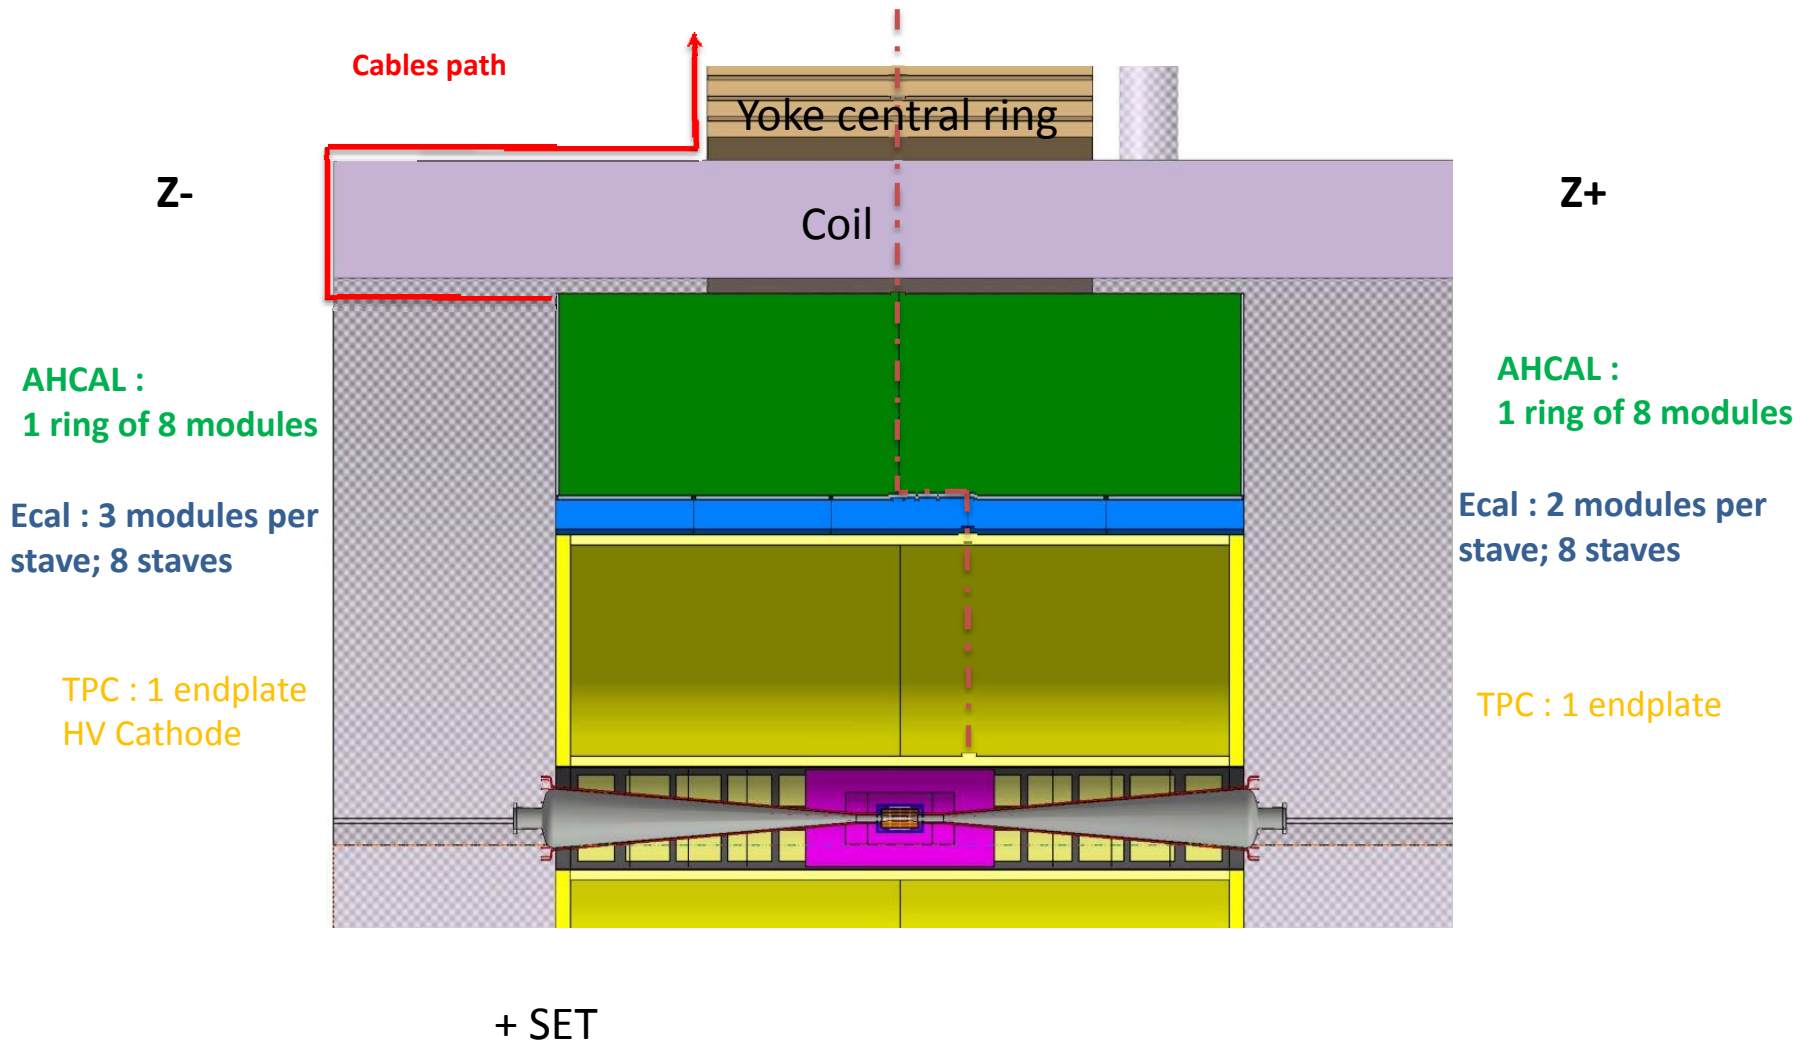 Cables path
Yoke central ring
Z-
Z+
Coil
AHCAL :
1 ring of 8 modules
AHCAL :
1 ring of 8 modules
Ecal : 3 modules per
stave; 8 staves
Ecal : 2 modules per
stave; 8 staves
TPC : 1 endplate
HV Cathode
TPC : 1 endplate
+ SET